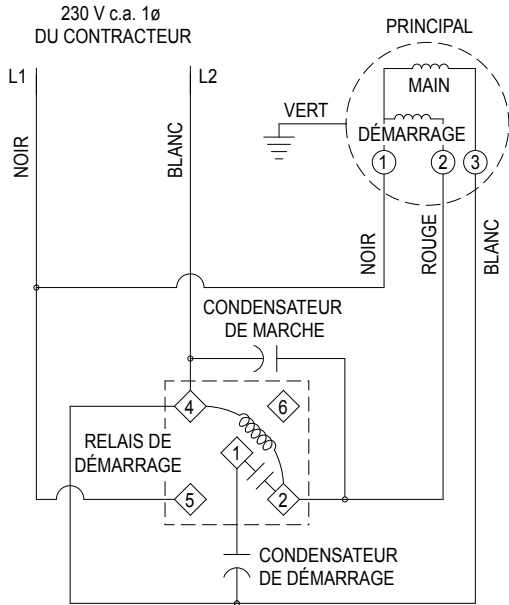 230 V c.a. 1ø
DU CONTRACTEUR
L1
L2
NOIR
BLANC
PRINCIPAL
MAIN
VERT
DÉMARRAGE
1
2
3
NOIR
ROUGE
BLANC
CONDENSATEUR
DE MARCHE
4
6
RELAIS DE
DÉMARRAGE
1
5
2
CONDENSATEUR
DE DÉMARRAGE